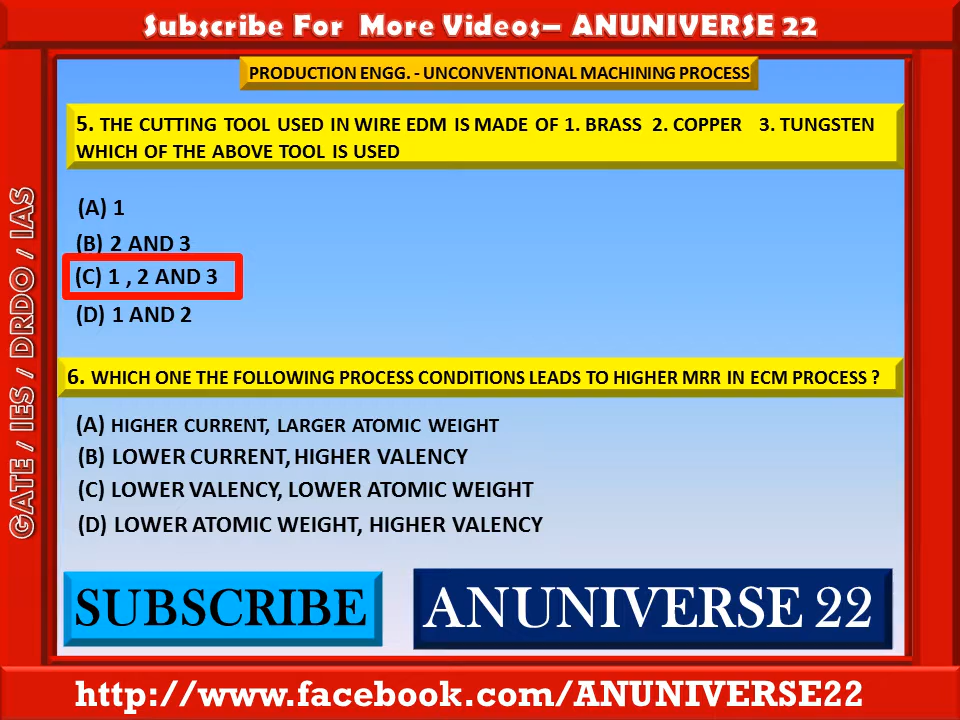 Subscribe For More Videos– ANUNIVERSE 22
PRODUCTION ENGG. - UNCONVENTIONAL MACHINING PROCESS
5. THE CUTTING TOOL USED IN WIRE EDM IS MADE OF 1. BRASS 2. COPPER 3. TUNGSTEN
WHICH OF THE ABOVE TOOL IS USED
(A) 1
(B) 2 AND 3
(C) 1 , 2 AND 3
(D) 1 AND 2
6. WHICH ONE THE FOLLOWING PROCESS CONDITIONS LEADS TO HIGHER MRR IN ECM PROCESS ?
(A) HIGHER CURRENT, LARGER ATOMIC WEIGHT
(B) LOWER CURRENT, HIGHER VALENCY
(C) LOWER VALENCY, LOWER ATOMIC WEIGHT
(D) LOWER ATOMIC WEIGHT, HIGHER VALENCY
GATE / IES / DRDO / IAS
SUBSCRIBE
ANUNIVERSE 22
http://www.facebook.com/ANUNIVERSE22